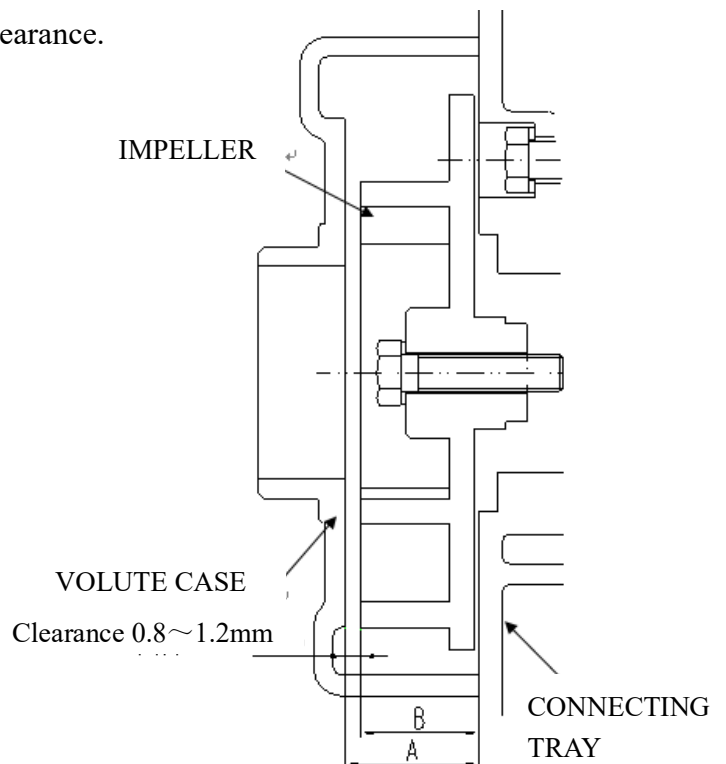 earance.
IMPELLER
VOLUTE CASE
Clearance 0.8～1.2mm
B
A
CONNECTING
TRAY